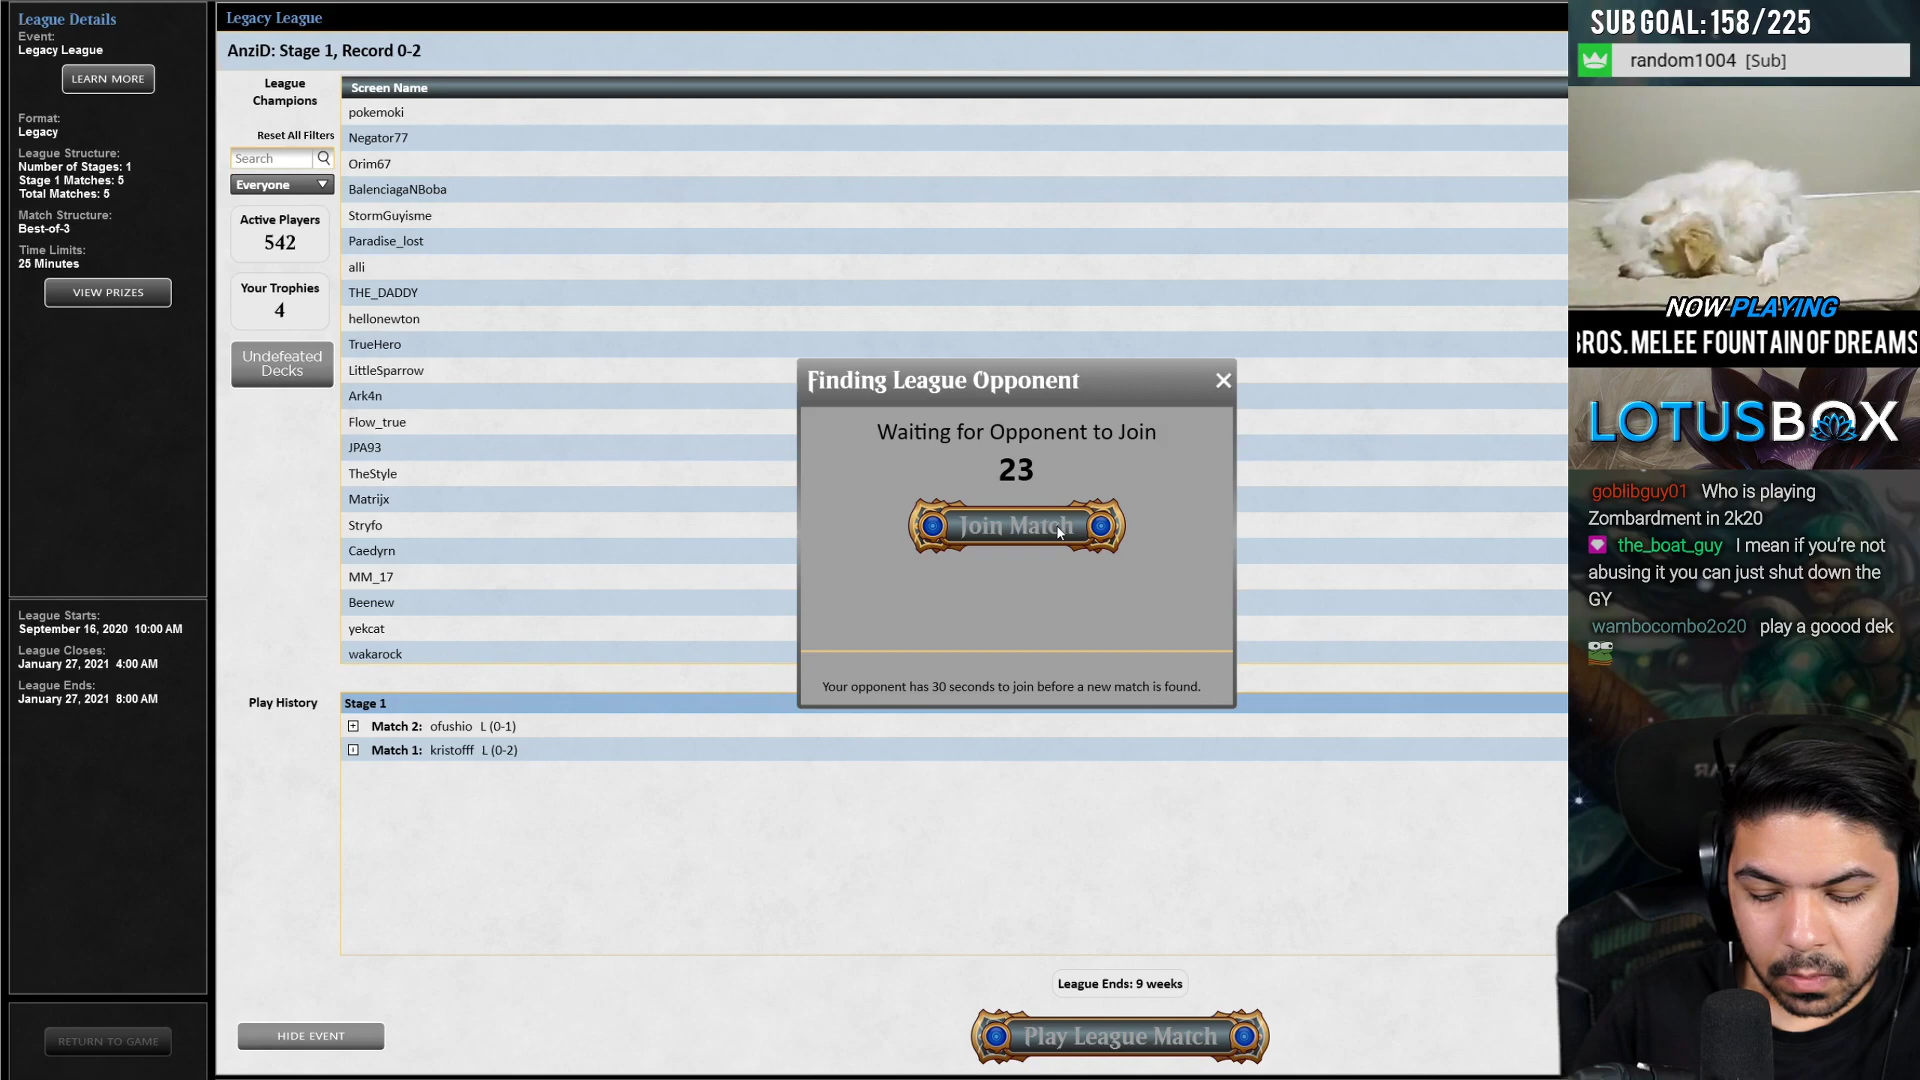 League Details
Event:
Legacy League
LEARN MORE
Format:
Legacy
League Structure:
Number of Stages: 1
Stage 1 Matches: 5
Total Matches: 5
Match Structure:
Best-of-3
Time Limits:
25 Minutes
VIEW PRIZES
League Starts:
September 16, 2020 10:00 AM
League Closes:
January 27, 2021 4:00 AM
League Ends:
January 27, 2021 8:00 AM
RETURN TO GAME
Legacy League
AnziD: Stage 1, Record 0-2
League
Champions
Reset All Filters
Search
Everyone
Active Players
542
Your Trophies
4
Undefeated
Decks
Screen Name
pokemoki
Negator77
Orim67
BalenciagaNBoba
StormGuyisme
Paradise_lost
alli
THE_DADDY
hellonewton
TrueHero
LittleSparrow
Ark4n
Flow_true
JPA93
TheStyle
Matrijx
Stryfo
Caedyrn
MM_17
Beenew
yekcat
wakarock
Finding League Opponent
Waiting for Opponent to Join
23
Join Match
Your opponent has 30 seconds to join before a new match is found.
Play History
Stage 1
Match 2: ofushio L (0-1)
Match 1: kristofff L (0-2)
League Ends: 9 weeks
HIDE EVENT
Play League Match
SUB GOAL: 158/225
random1004 [Sub]
NOW PLAYING
BROS. MELEE FOUNTAIN OF DREAMS
LOTUSBOX
goblibguy01 Who is playing
Zombardment in 2k20
the_boat_guy I mean if you're not
abusing it you can just shut down the
GY
wambocombo2o20 play a goood dek